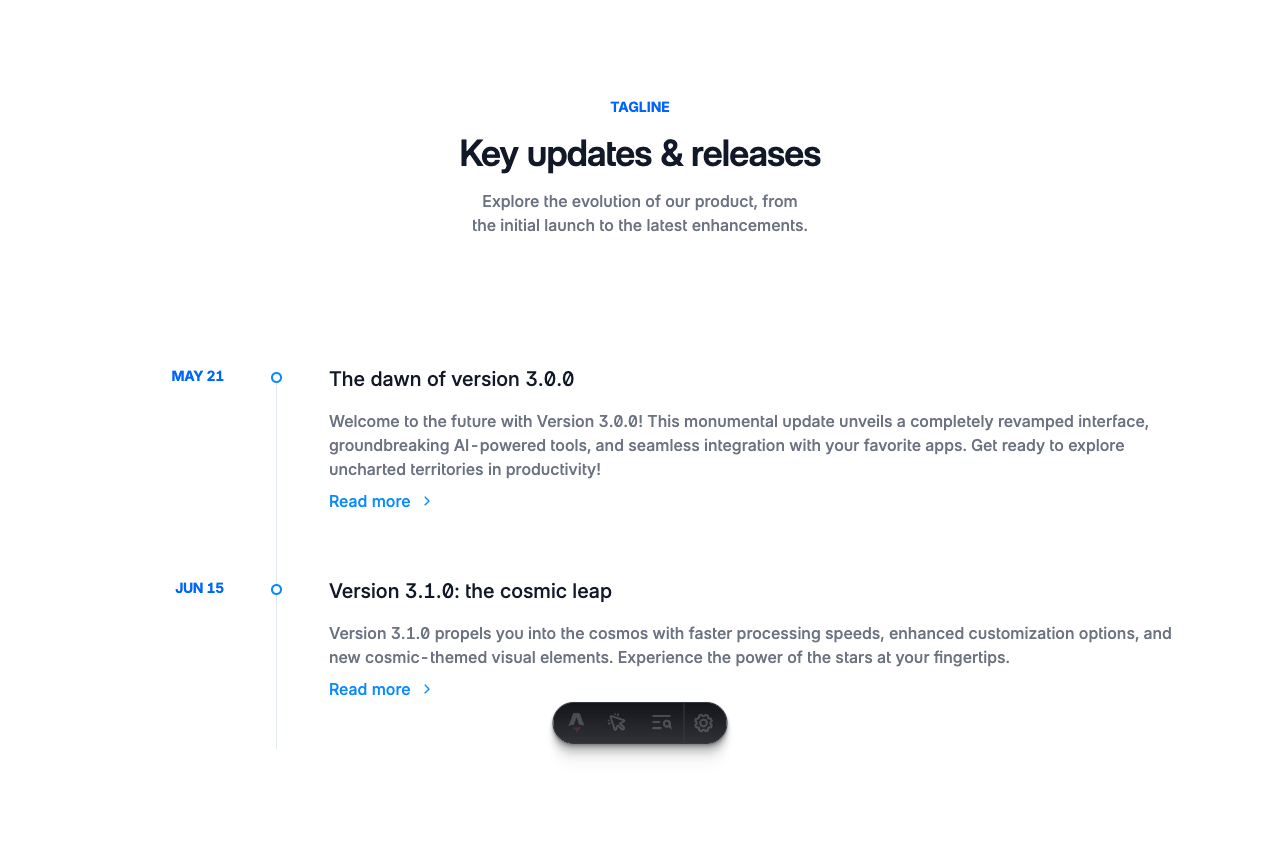 TAGLINE
Key updates & releases
Explore the evolution of our product, from
the initial launch to the latest enhancements.
MAY 21
The dawn of version 3.0.0
Welcome to the future with Version 3.0.0! This monumental update unveils a completely revamped interface,
groundbreaking AI-powered tools, and seamless integration with your favorite apps. Get ready to explore
uncharted territories in productivity!
Read more
JUN 15
Version 3.1.0: the cosmic leap
Version 3.1.0 propels you into the cosmos with faster processing speeds, enhanced customization options, and
new cosmic-themed visual elements. Experience the power of the stars at your fingertips.
Read more